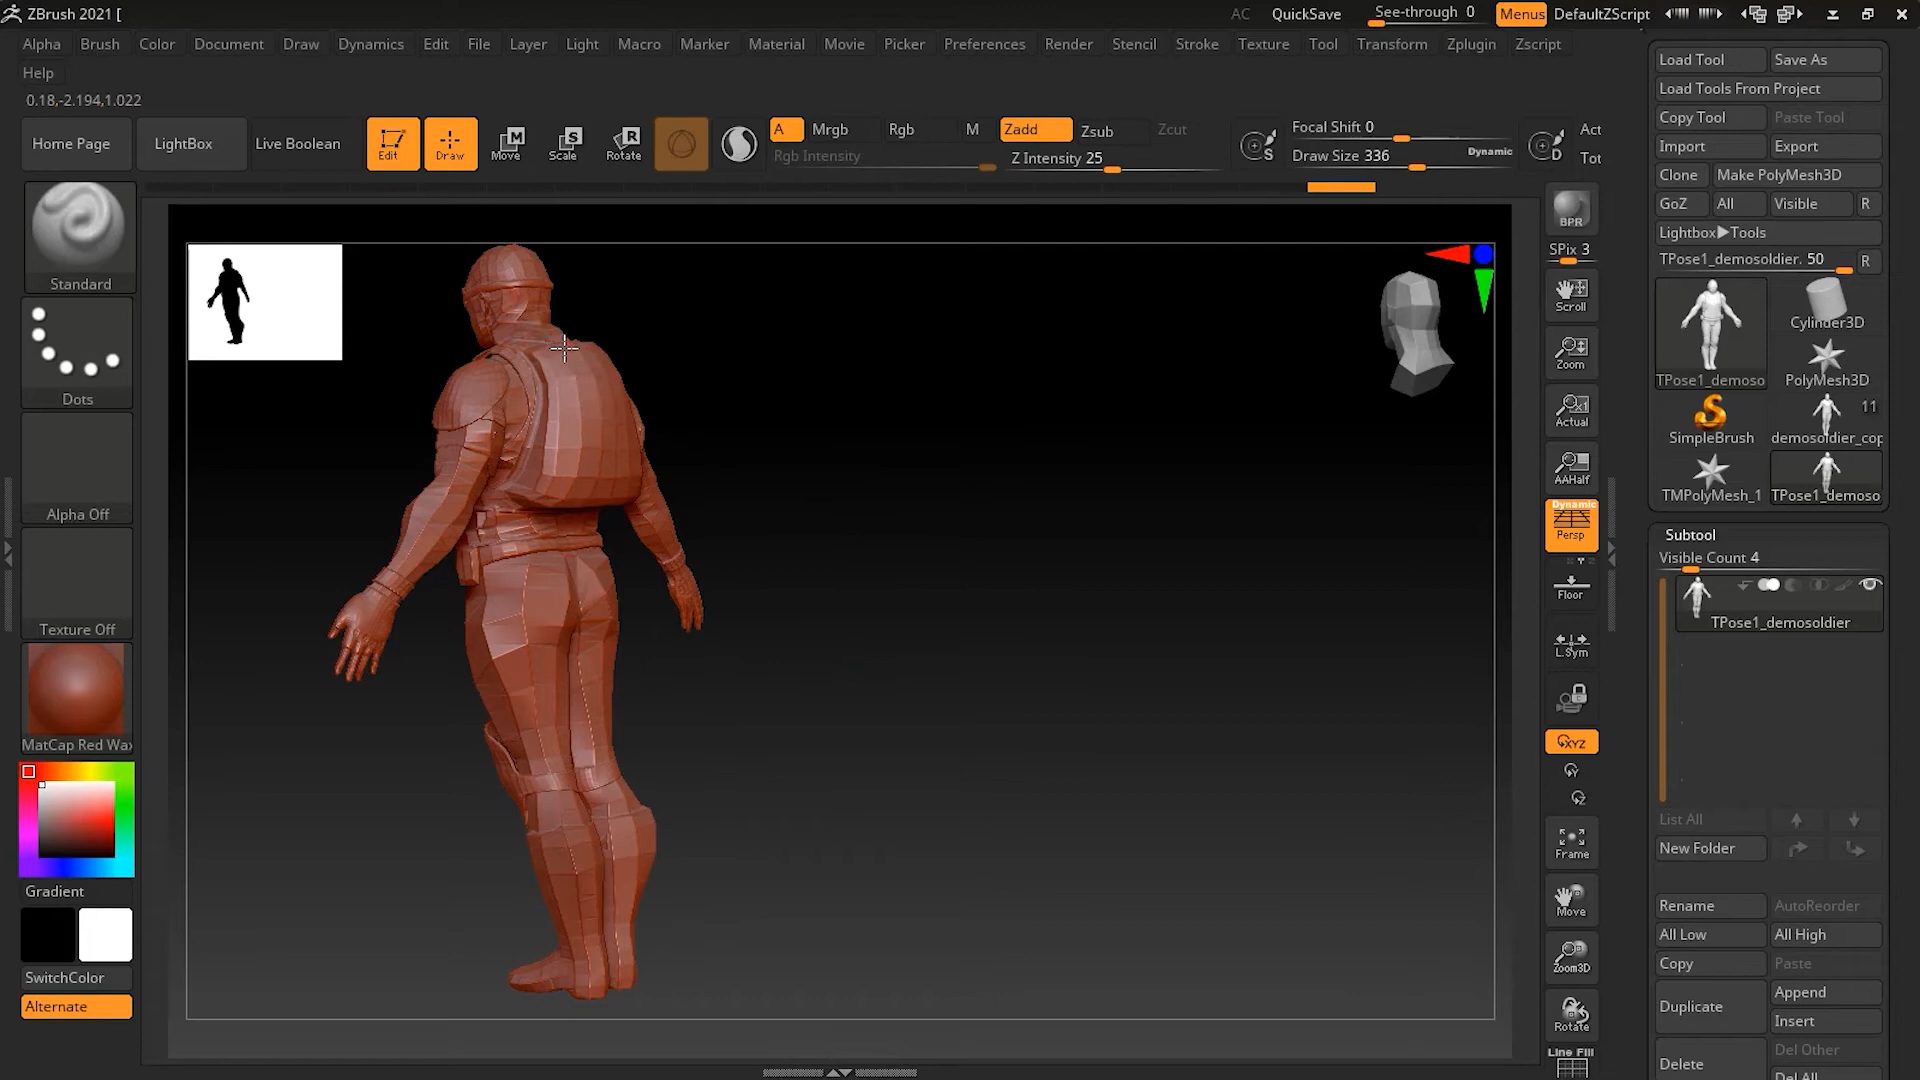 ZBrush 2021 [
AC QuickSave See-through 0 Menus DefaultZScript
Alpha Brush Color Document Draw Dynamics Edit File Layer Light Macro Marker Material Movie Picker Preferences Render Stencil Stroke Texture Tool Transform Zplugin Zscript
Help
0.18,-2.194,1.022
Home Page LightBox Live Boolean Edit Draw Move Scale Rotate
M S R
A Mrgb Rgb M Zadd Zsub Zcut
Rgb Intensity Z Intensity 25
S Focal Shift 0
Draw Size 336 Dynamic
D Act
Tot
Standard
Dots
Alpha Off
Texture Off
MatCap Red Wax
Gradient
SwitchColor
Alternate
BPR
SPix 3
Scroll
Zoom
Actual
AAHalf
Dynamic
Persp
Floor
L.Sym
XYZ
Y
Z
Frame
Move
Zoom3D
Rotate
Line Fill
Load Tool Save As
Load Tools From Project
Copy Tool Paste Tool
Import Export
Clone Make PolyMesh3D
GoZ All Visible R
Lightbox▶Tools
TPose1_demosoldier. 50 R
TPose1_demoso Cylinder3D
PolyMesh3D
SimpleBrush 11 demosoldier_cop
TMPolyMesh_1 TPose1_demoso
Subtool
Visible Count 4
TPose1_demosoldier
List All
New Folder
Rename AutoReorder
All Low All High
Copy Paste
Duplicate Append
Insert
Delete Del Other
Del All